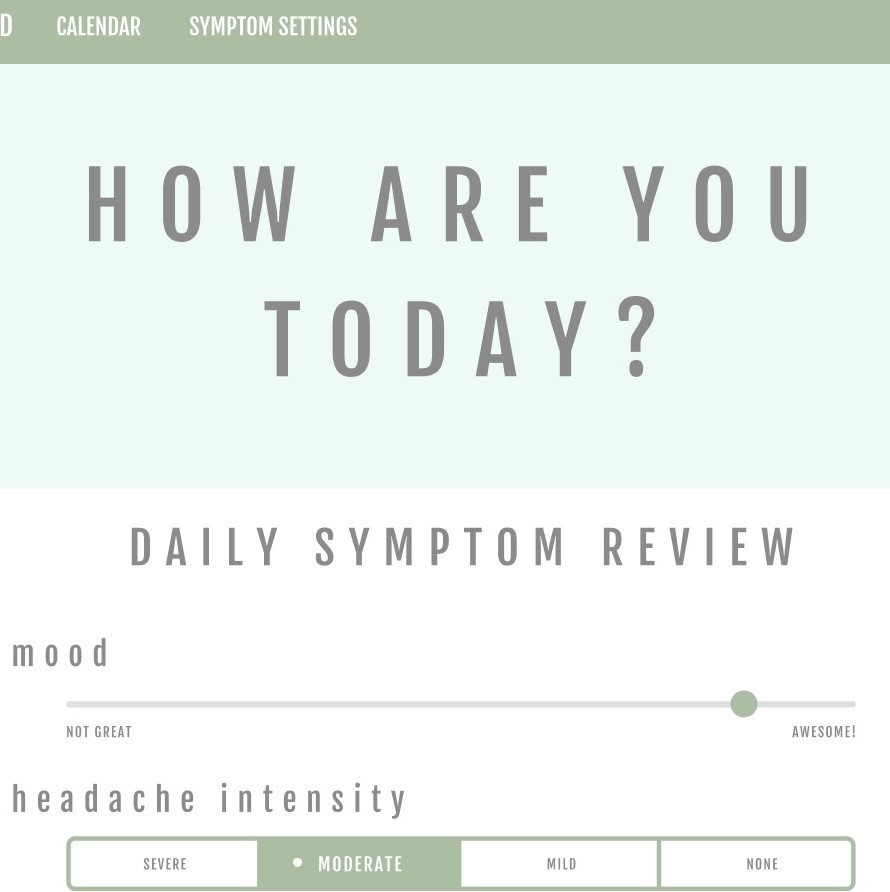 D CALENDAR SYMPTOM SETTINGS
HOW ARE YOU
TODAY?
DAILY SYMPTOM REVIEW
mood
NOT GREAT AWESOME!
headache intensity
SEVERE MODERATE MILD NONE